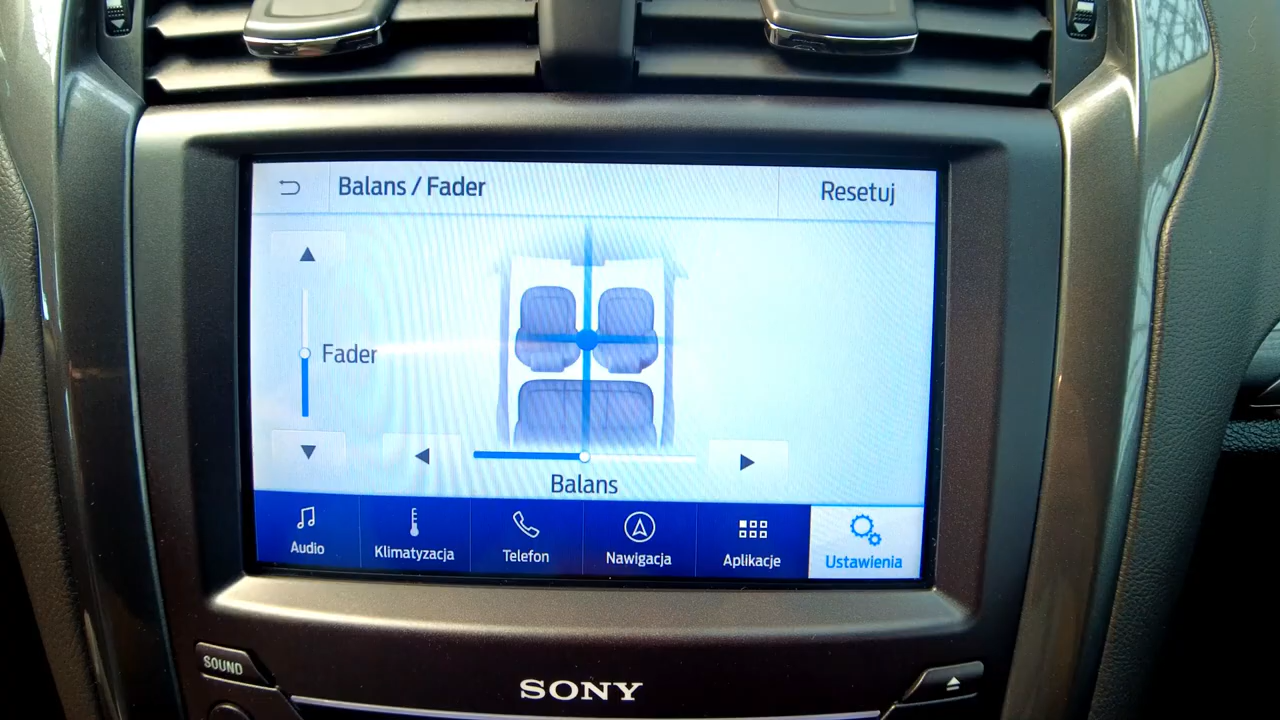 Balans / Fader
Resetuj
Fader
Balans
Audio
Klimatyzacja
Telefon
Nawigacja
Aplikacje
Ustawienia
SOUND
SONY